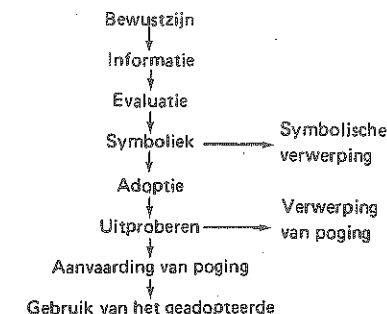 Bewustzijn
Informatie
Evaluatie
Symboliek
Symbolische
verwerping
Adoptie
Uitproberen
Verwerping
van poging
Aanvaarding van poging
Gebruik van het geadopteerde